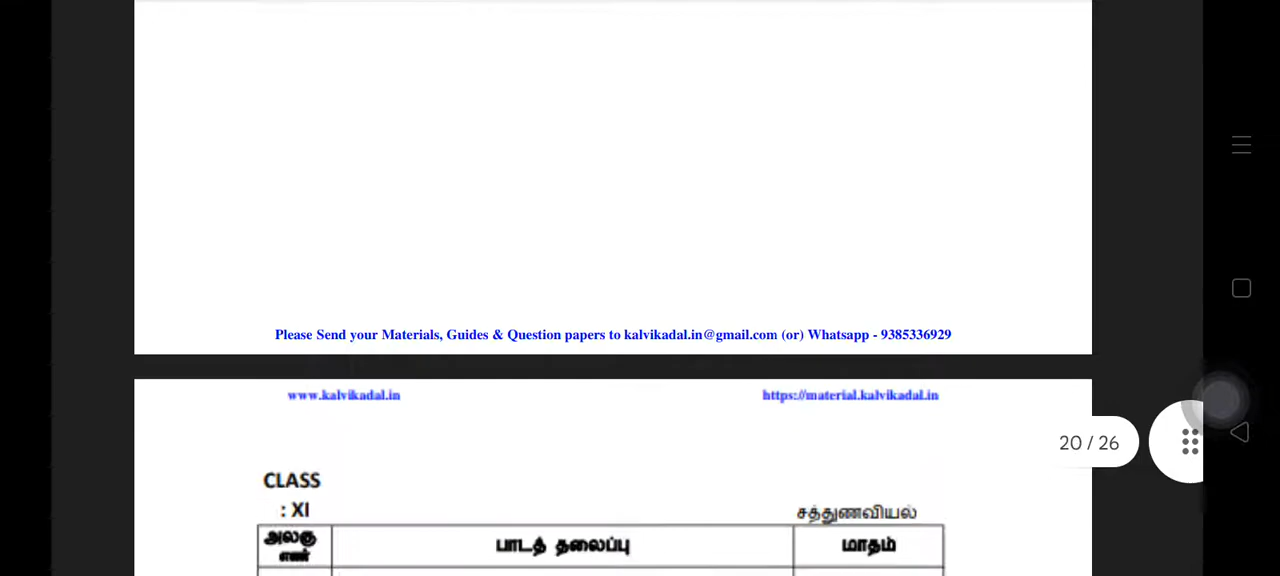 Please Send your Materials, Guides & Question papers to kalvikadal.in@gmail.com (or) Whatsapp - 9385336929
www.kalvikadal.in https://material.kalvikadal.in
20 / 26
CLASS
: XI சத்துணவியல்
அலகு எண் பாடத் தலைப்பு மாதம்